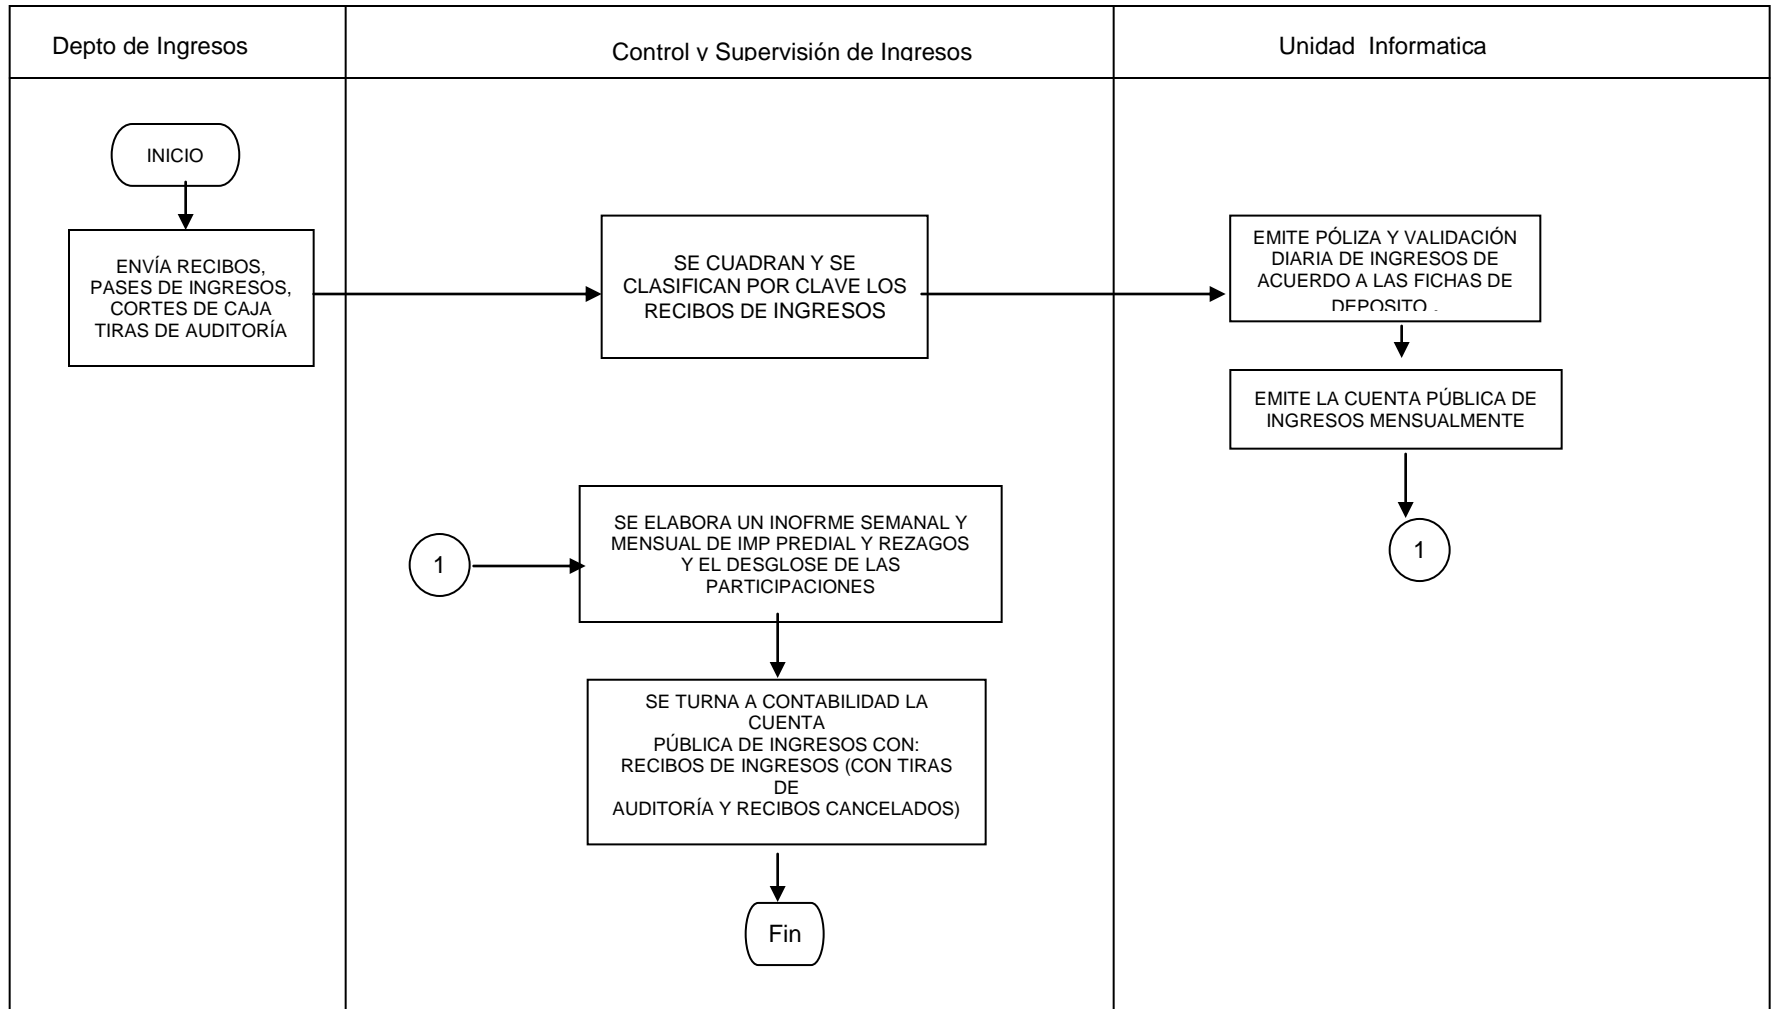 Depto de Ingresos
Control y Supervisión de Ingresos
Unidad Informatica
INICIO
ENVÍA RECIBOS,
PASES DE INGRESOS,
CORTES DE CAJA
TIRAS DE AUDITORÍA
SE CUADRAN Y SE
CLASIFICAN POR CLAVE LOS
RECIBOS DE INGRESOS
EMITE PÓLIZA Y VALIDACIÓN
DIARIA DE INGRESOS DE
ACUERDO A LAS FICHAS DE
DEPOSITO .
EMITE LA CUENTA PÚBLICA DE
INGRESOS MENSUALMENTE
1
1
SE ELABORA UN INOFRME SEMANAL Y
MENSUAL DE IMP PREDIAL Y REZAGOS
Y EL DESGLOSE DE LAS
PARTICIPACIONES
SE TURNA A CONTABILIDAD LA
CUENTA
PÚBLICA DE INGRESOS CON:
RECIBOS DE INGRESOS (CON TIRAS
DE
AUDITORÍA Y RECIBOS CANCELADOS)
Fin